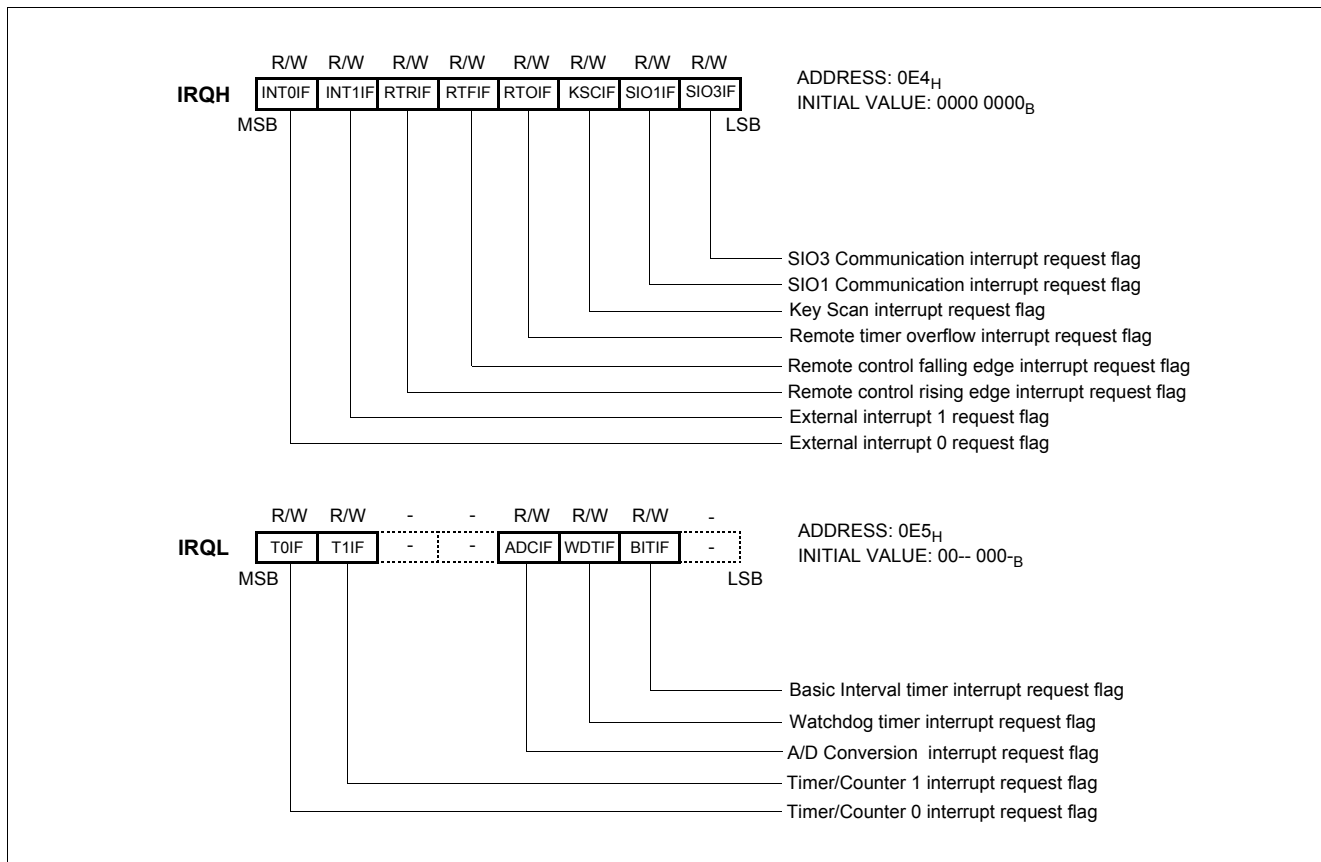 R/W R/W R/W R/W R/W R/W R/W R/W
ADDRESS: 0E4H
IRQH INT0IF INT1IF RTRIF RTFIF RTOIF KSCIF SIO1IF SIO3IF
INITIAL VALUE: 0000 0000B
MSB LSB
SIO3 Communication interrupt request flag
SIO1 Communication interrupt request flag
Key Scan interrupt request flag
Remote timer overflow interrupt request flag
Remote control falling edge interrupt request flag
Remote control rising edge interrupt request flag
External interrupt 1 request flag
External interrupt 0 request flag
R/W R/W - - R/W R/W R/W -
ADDRESS: 0E5H
IRQL T0IF T1IF - - ADCIF WDTIF BITIF -
INITIAL VALUE: 00-- 000-B
MSB LSB
Basic Interval timer interrupt request flag
Watchdog timer interrupt request flag
A/D Conversion interrupt request flag
Timer/Counter 1 interrupt request flag
Timer/Counter 0 interrupt request flag